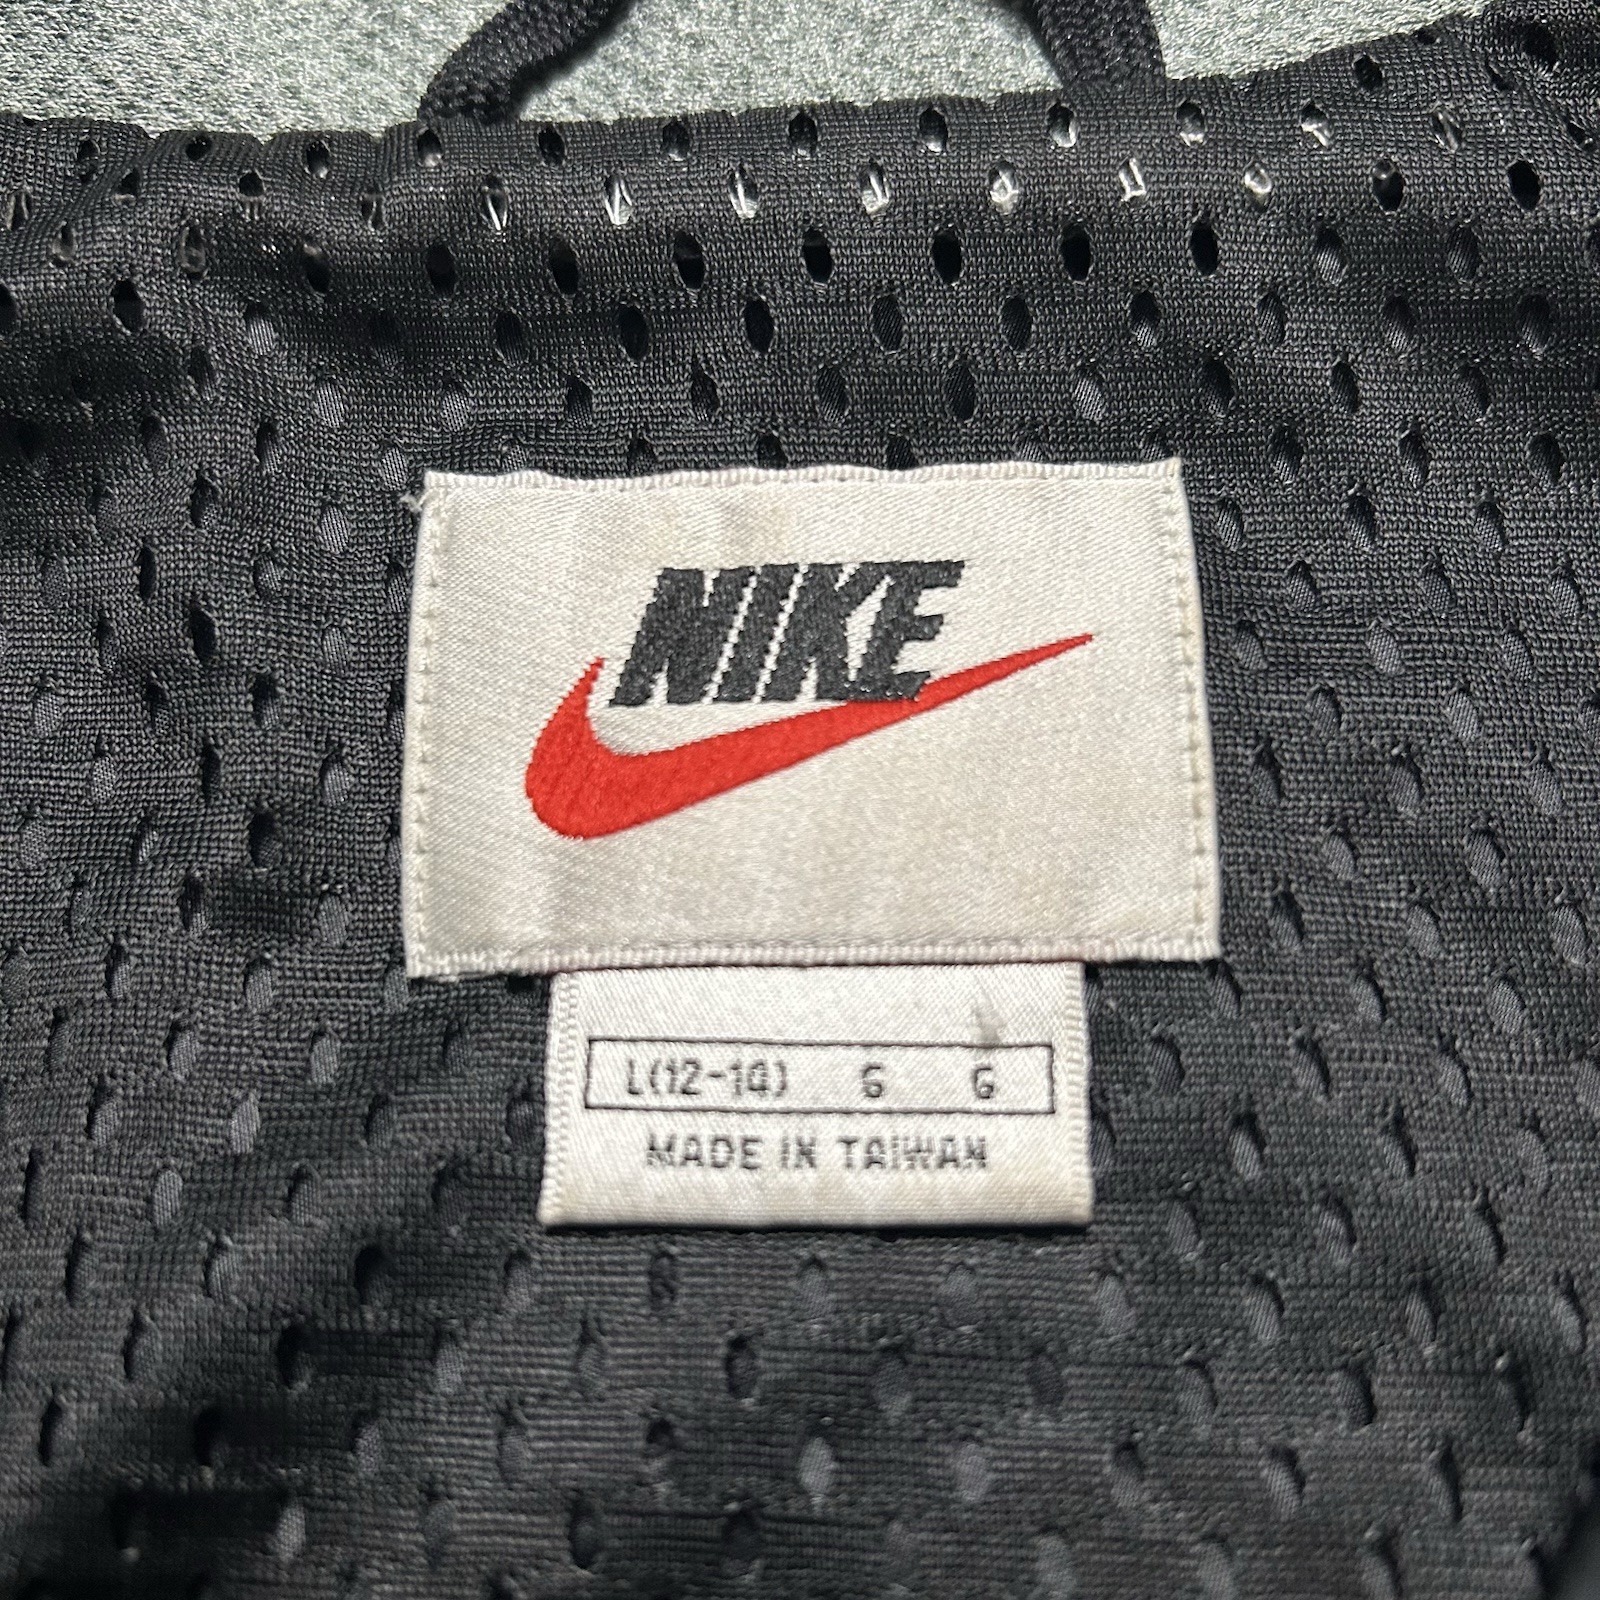 NIKE
L(12-14) G G
MADE IN TAIWAN